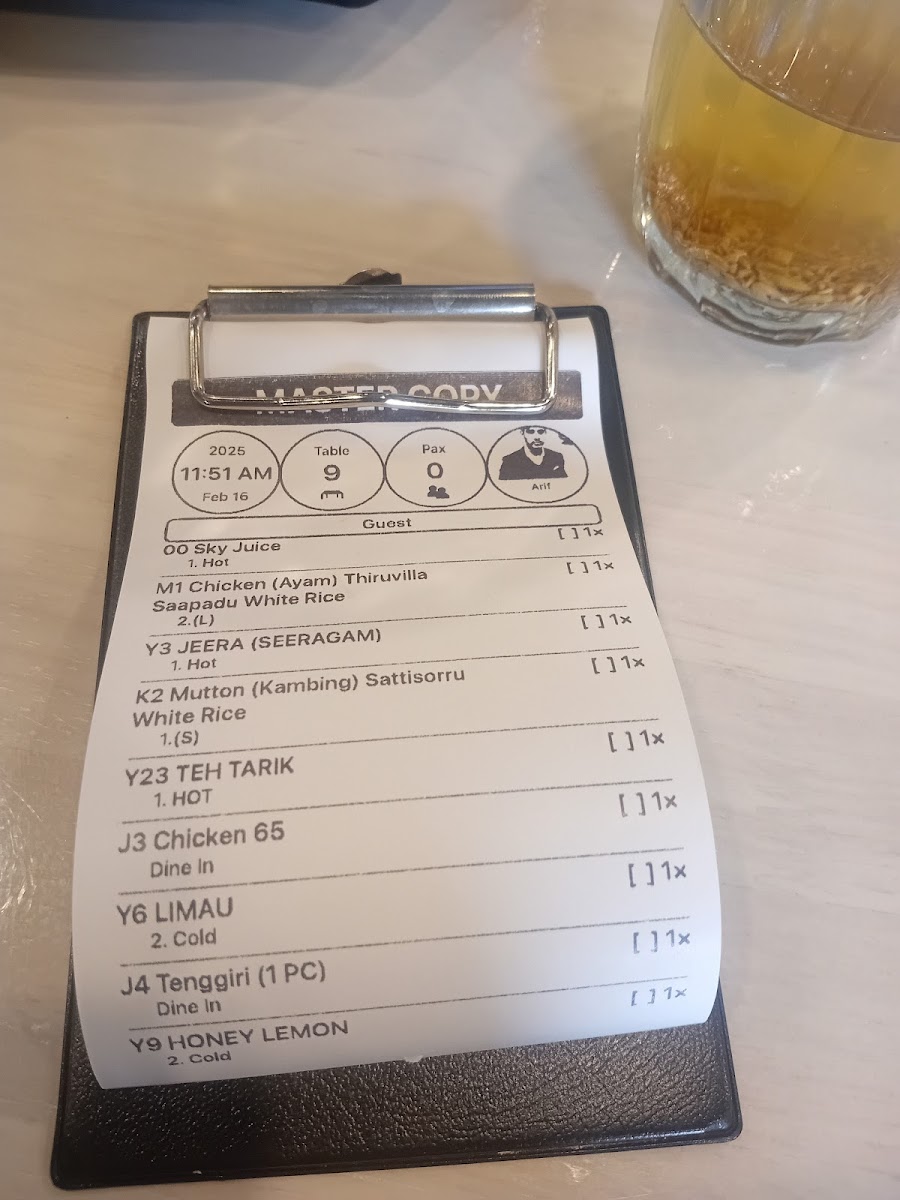 MASTER COPY
2025
11:51 AM
Feb 16
Table
9
Pax
0
Arif
Guest
00 Sky Juice [ ] 1x
1. Hot
M1 Chicken (Ayam) Thiruvilla [ ] 1x
Saapadu White Rice
2.(L)
Y3 JEERA (SEERAGAM) [ ] 1x
1. Hot
K2 Mutton (Kambing) Sattisorru [ ] 1x
White Rice
1.(S)
Y23 TEH TARIK [ ] 1x
1. HOT
J3 Chicken 65 [ ] 1x
Dine In
Y6 LIMAU [ ] 1x
2. Cold
J4 Tenggiri (1 PC) [ ] 1x
Dine In
Y9 HONEY LEMON [ ] 1x
2. Cold